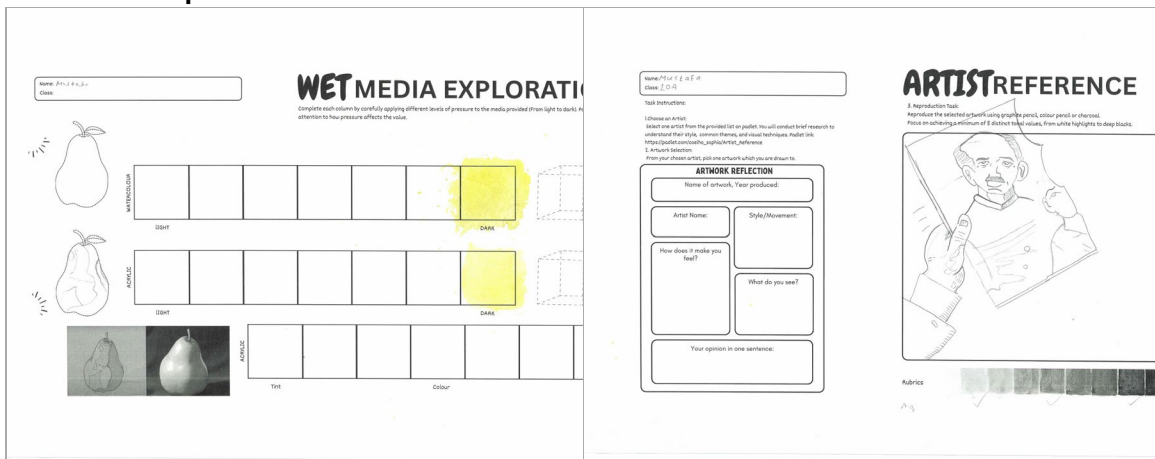 Name: Mustafa
Class:
WET MEDIA EXPLORATI
Complete each column by carefully applying different levels of pressure to the media provided (From light to dark).
attention to how pressure affects the value.
WATERCOLOUR
LIGHT
DARK
ACRYLIC
LIGHT
DARK
ACRYLIC
Tint
Colour
Name: Mustafa
Class: 10A
ARTIST REFERENCE
Task Instructions:
1.Choose an Artist:
Select one artist from the provided list on padlet. You will conduct brief research to
understand their style, common themes, and visual techniques. Padlet link:
https://padlet.com/coelho_sophia/Artist_Reference
2. Artwork Selection:
From your chosen artist, pick one artwork which you are drawn to.
3. Reproduction Task:
Reproduce the selected artwork using graphite pencil, colour pencil or charcoal.
Focus on achieving a minimum of 8 distinct tonal values, from white highlights to deep blacks.
ARTWORK REFLECTION
Name of artwork, Year produced:
Artist Name:
Style/Movement:
How does it make you
feel?
What do you see?
Your opinion in one sentence:
Rubrics